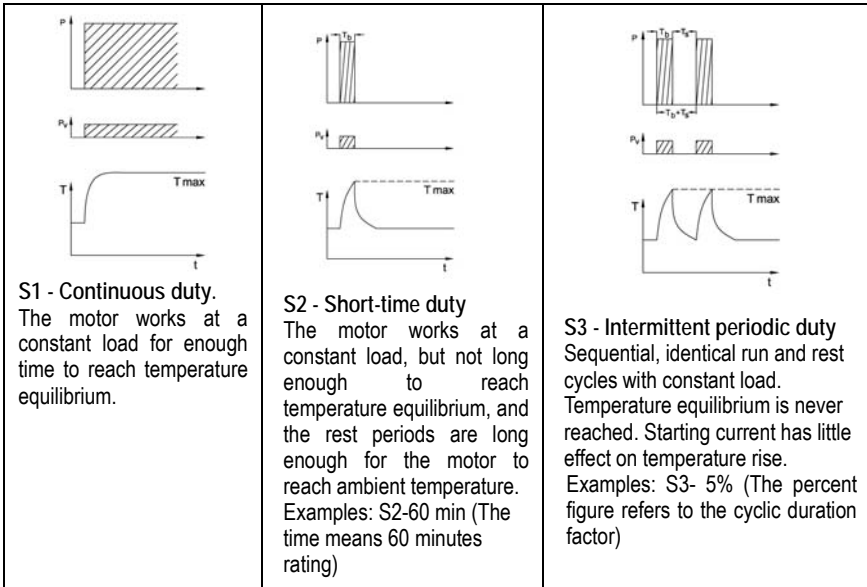 P
Pv
T
T max
t
S1 - Continuous duty.
The motor works at a
constant load for enough
time to reach temperature
equilibrium.
P
Tb
Pv
T
T max
t
S2 - Short-time duty
The motor works at a
constant load, but not long
enough to reach
temperature equilibrium, and
the rest periods are long
enough for the motor to
reach ambient temperature.
Examples: S2-60 min (The
time means 60 minutes
rating)
P
Tb Ts
Tb+Ts
Pv
T
T max
t
S3 - Intermittent periodic duty
Sequential, identical run and rest
cycles with constant load.
Temperature equilibrium is never
reached. Starting current has little
effect on temperature rise.
Examples: S3- 5% (The percent
figure refers to the cyclic duration
factor)